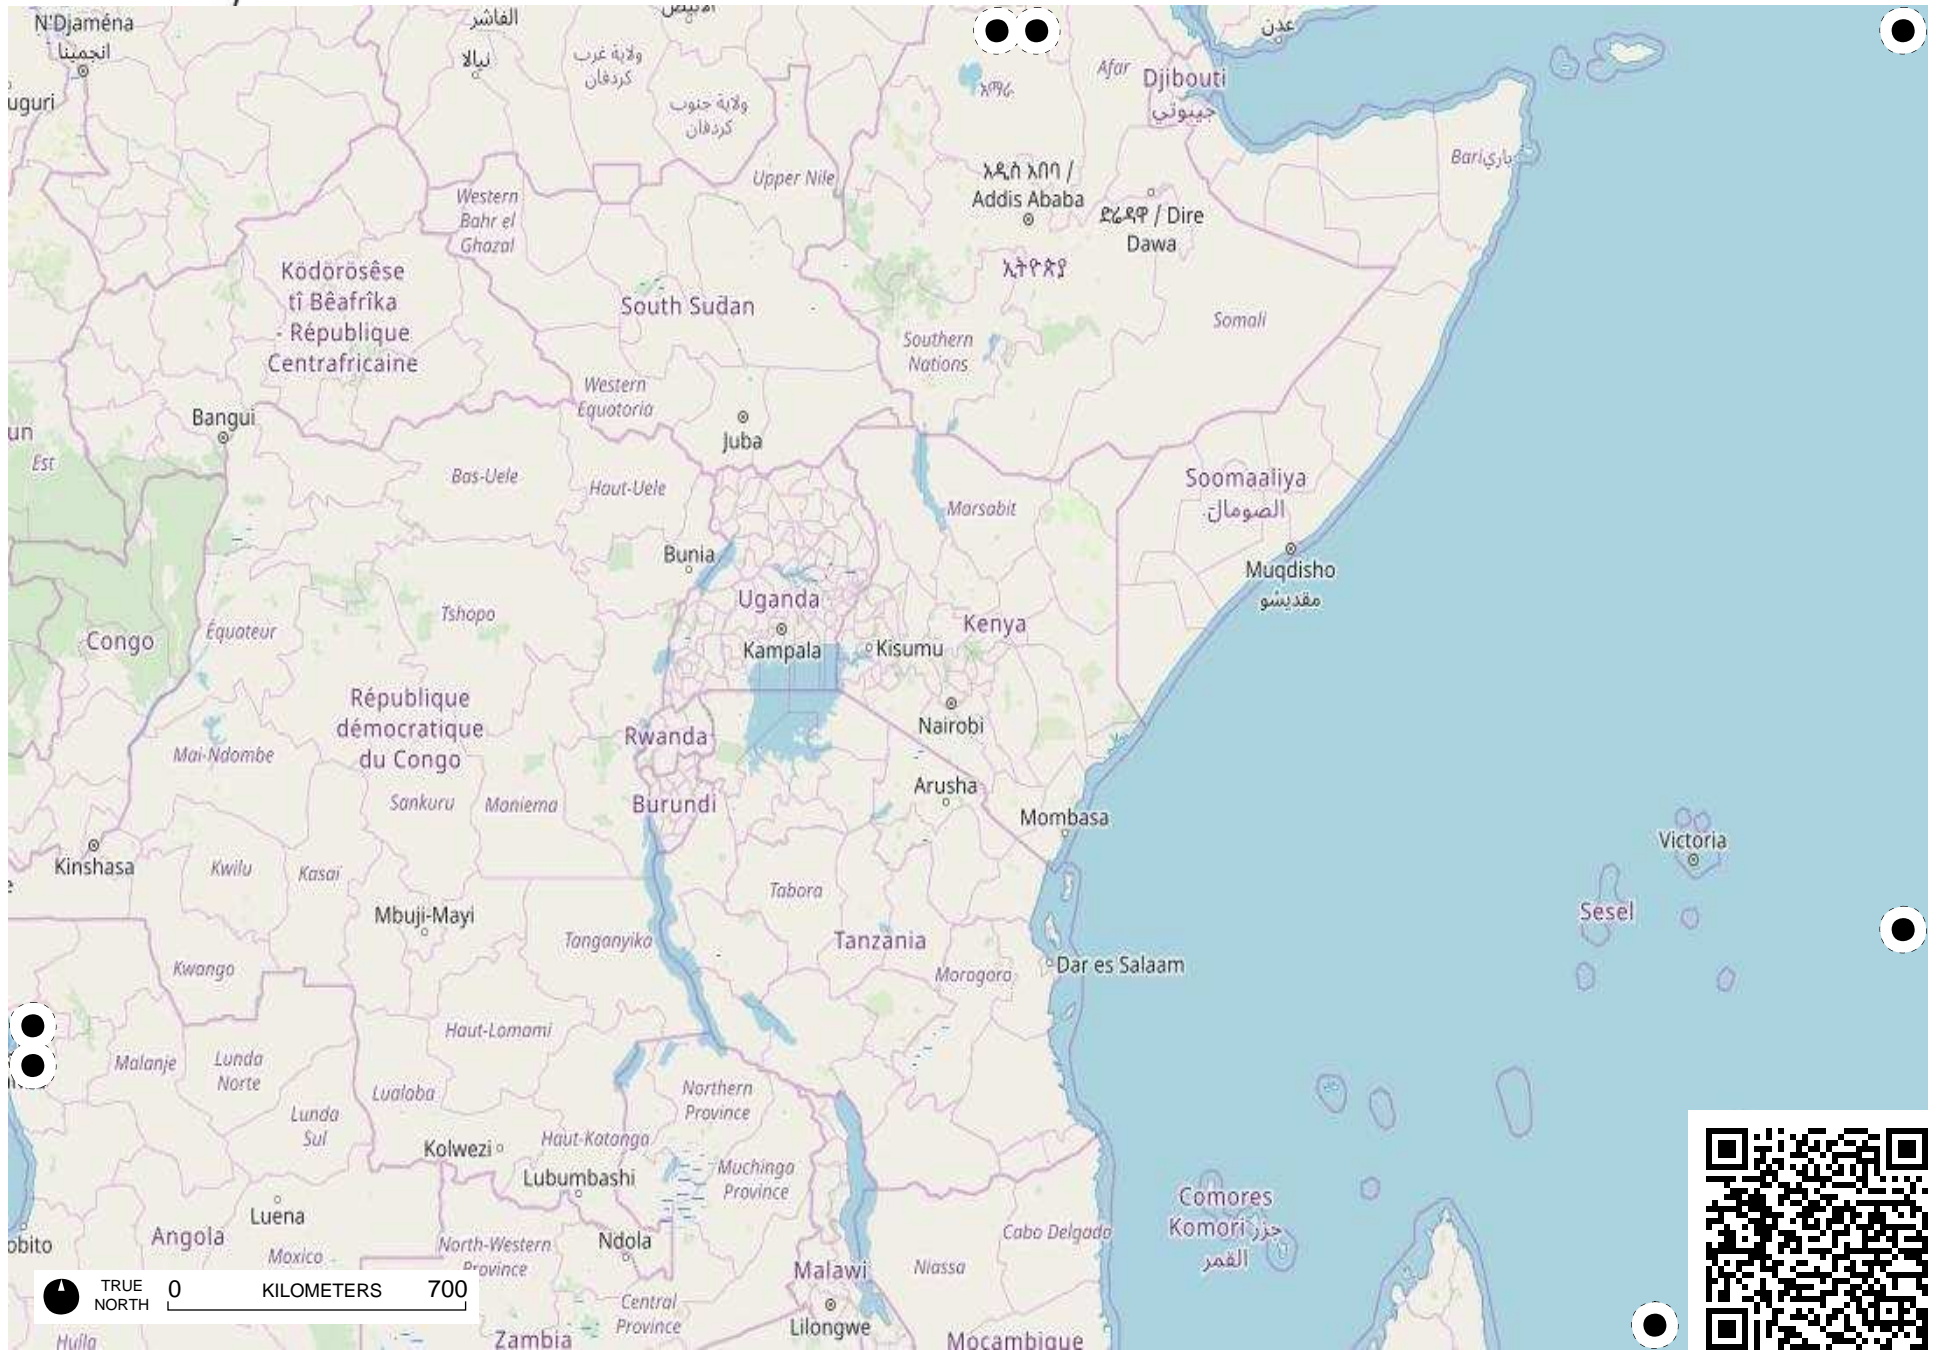 N'Djaména
انجمينا
الفاشر
نيالا
ولاية غرب
كردفان
ولاية جنوب
كردفان
Upper Nile
አማራ
Afar
Djibouti
جيبوتي
عدن
Bariباري
Western
Bahr el
Ghazal
አዲስ አበባ /
Addis Ababa
ድሬዳዋ / Dire
Dawa
ኢትዮጵያ
Somali
Southern
Nations
Ködörösêse
tî Bêafrîka
- République
Centrafricaine
South Sudan
Western
Equatoria
Bangui
Juba
Est
Bas-Uele
Haut-Uele
Marsabit
Soomaaliya
الصومال
Muqdisho
مقديشو
Bunia
Uganda
Kampala
Kisumu
Kenya
Nairobi
Congo
Équateur
Tshopo
République
démocratique
du Congo
Mai-Ndombe
Sankuru
Maniema
Rwanda
Burundi
Arusha
Mombasa
Victoria
Sesel
Kinshasa
Kwilu
Kasaï
Mbuji-Mayi
Tabora
Tanganyika
Tanzania
Morogoro
Dar es Salaam
Kwango
Haut-Lomami
Malanje
Lunda
Norte
Lualaba
Lunda
Sul
Northern
Province
Kolwezi
Haut-Katanga
Lubumbashi
Muchinga
Province
Luena
Angola
Moxico
North-Western
Province
Ndola
Cabo Delgado
Niassa
Comores
Komori جزر
القمر
Malawi
Lilongwe
Central
Province
Zambia
Moçambique
Huíla
TRUE
NORTH
0 KILOMETERS 700